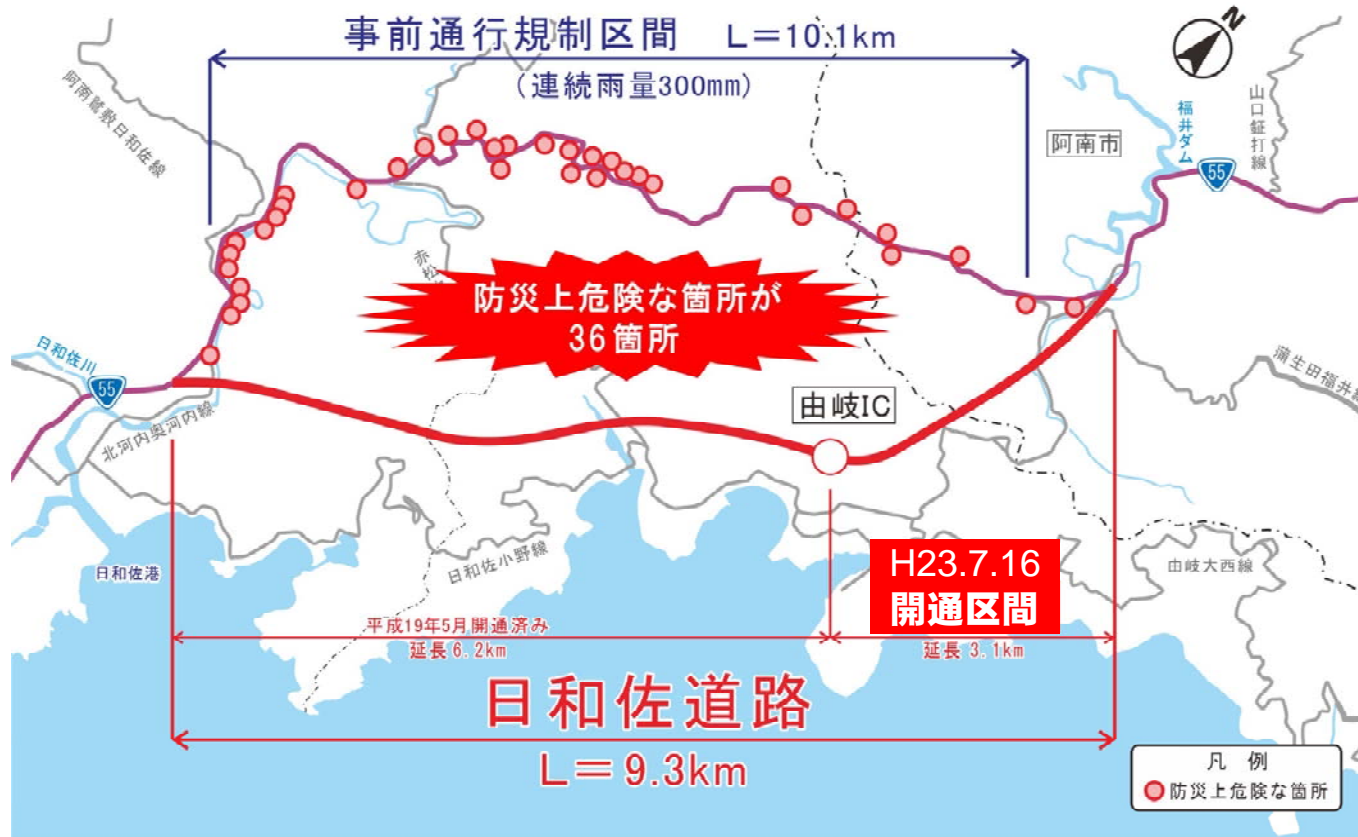 事前通行規制区間 L=10.1km
(連続雨量300mm)
N
阿南鷲敷日和佐線
福井ダム
山口鉦打線
阿南市
55
赤松
防災上危険な箇所が
36箇所
日和佐川
55
北河内奥河内線
由岐IC
蒲生田福井線
日和佐港
日和佐小野線
由岐大西線
H23.7.16
開通区間
平成19年5月開通済み
延長6.2km
延長 3.1km
日和佐道路
L=9.3km
凡 例
防災上危険な箇所